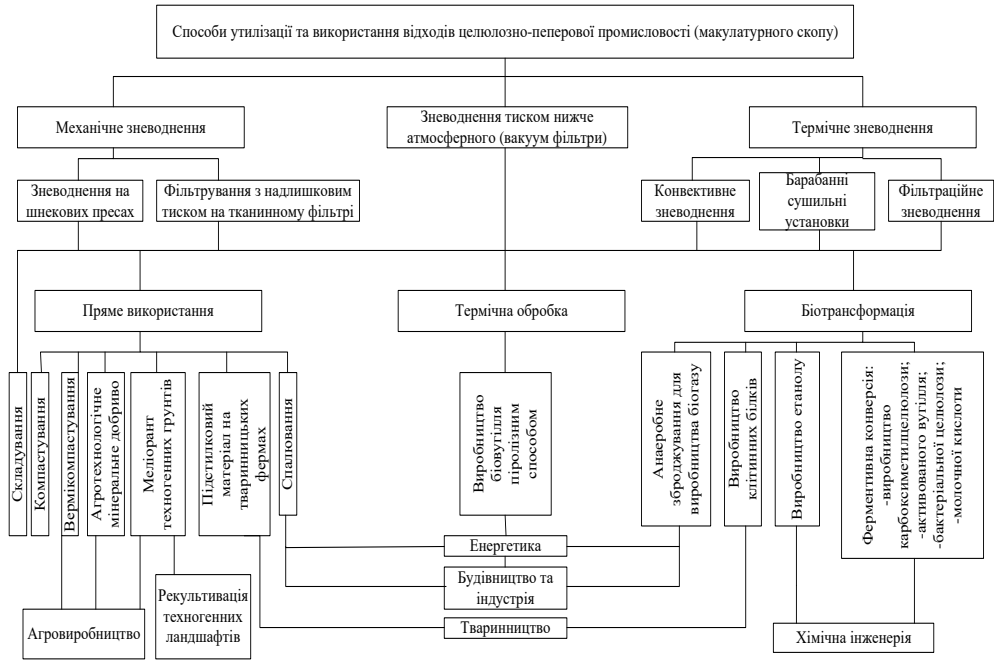 Способи утилізації та використання відходів целюлозно-пеперової промисловості (макулатурного скопу)
Механічне зневоднення
Зневоднення тиском нижче
атмосферного (вакуум фільтри)
Термічне зневоднення
Зневоднення на
шнекових пресах
Фільтрування з надлишковим
тиском на тканинному фільтрі
Конвективне
зневоднення
Барабанні
сушильні
установки
Фільтраційне
зневоднення
Пряме використання
Термічна обробка
Біотрансформація
Складування
Компастування
Вермікомпастування
Агротехнологічне
мінеральне добриво
Меліорант
техногенних ґрунтів
Підстилковий
матеріал на
тваринницьких
фермах
Спалювання
Виробництво
біовугілля
піролізним
способом
Анаеробне
зброджування для
виробництва біогазу
Виробництво
клітинних білків
Виробництво етанолу
Ферментивна конверсія:
-виробництво
карбоксиметилцелюлози;
-активованого вугілля;
-бактеріальної целюлози;
-молочної кислоти
Енергетика
Будівництво та
індустрія
Тваринництво
Агровиробництво
Рекультивація
техногенних
ландшафтів
Хімічна інженерія